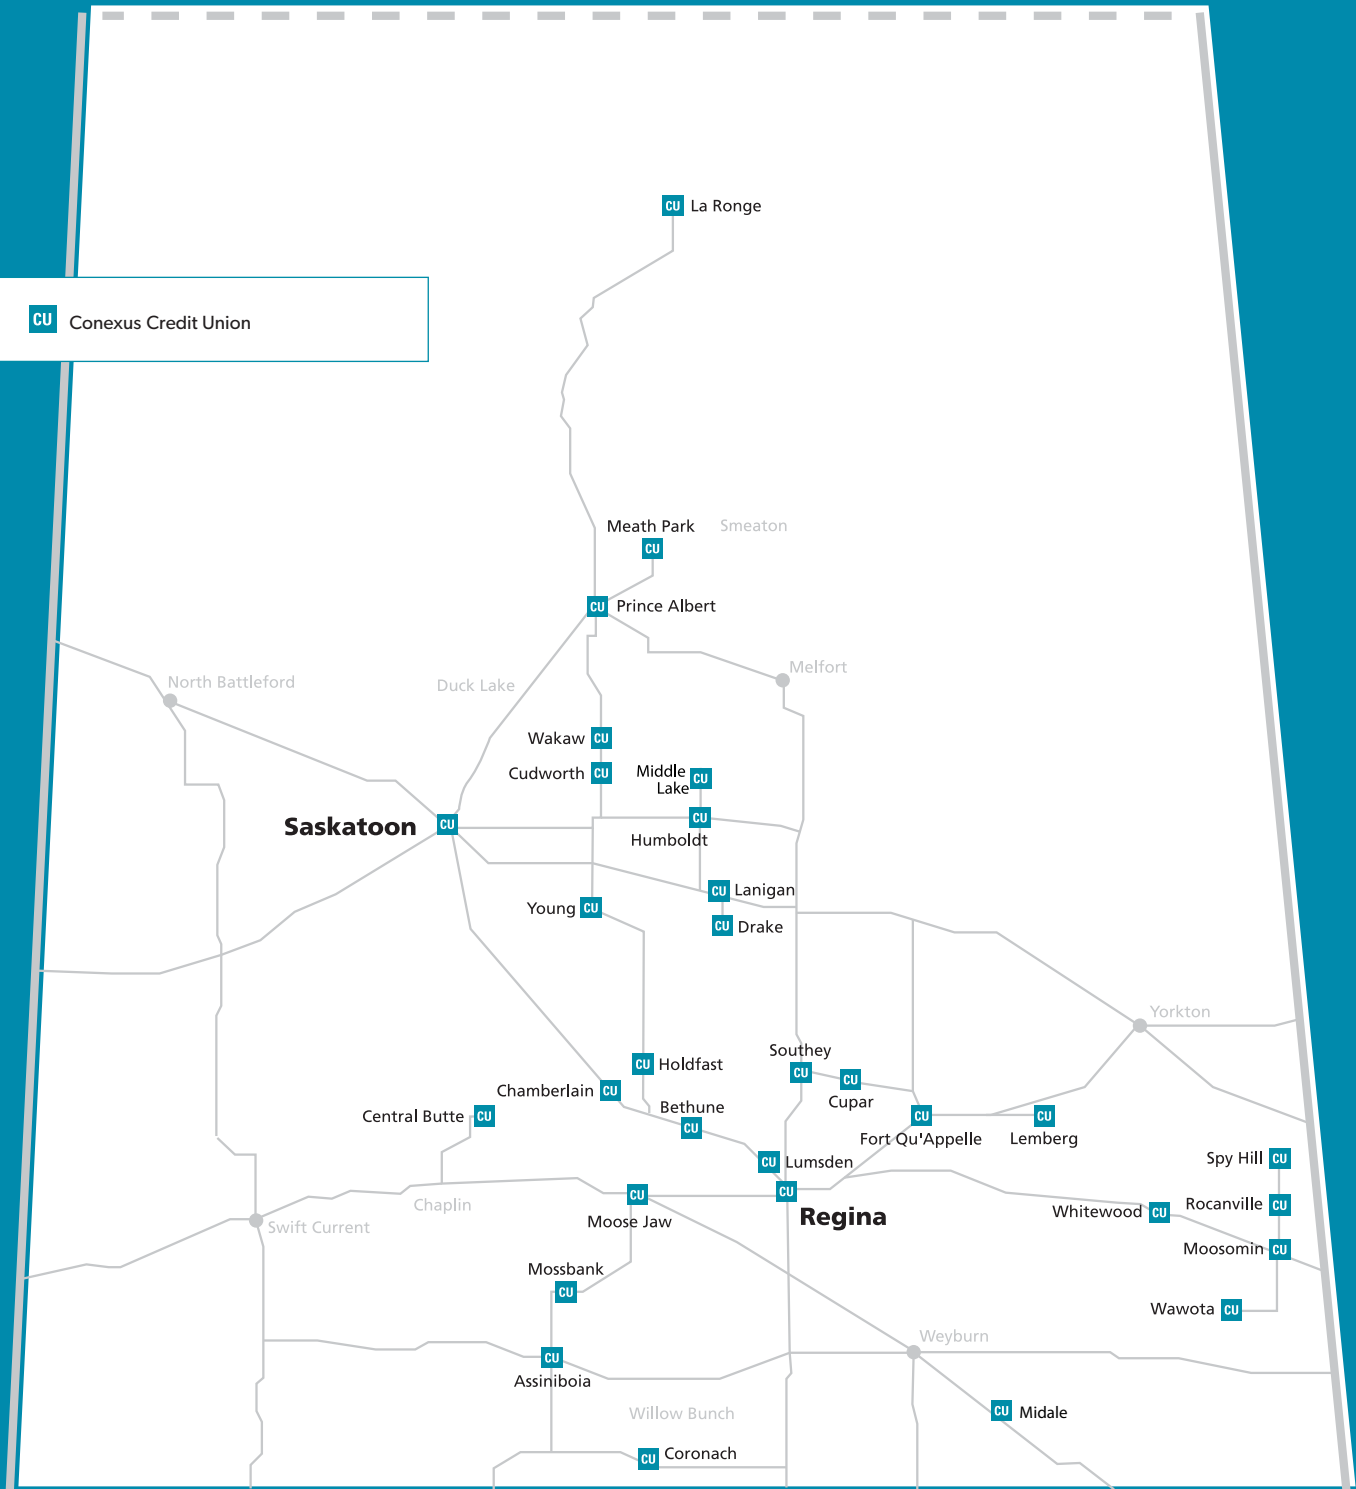 CU La Ronge
CU Conexus Credit Union
Meath Park
Smeaton
CU
CU Prince Albert
Melfort
North Battleford
Duck Lake
Wakaw CU
Cudworth CU
Middle
Lake CU
Saskatoon CU
CU
Humboldt
CU Lanigan
Young CU
CU Drake
Yorkton
Southey
CU
CU Holdfast
CU
Cupar
Chamberlain CU
Bethune
CU
Central Butte CU
CU
Fort Qu'Appelle
CU
Lemberg
Spy Hill CU
CU Lumsden
Chaplin
CU
Moose Jaw
CU
Regina
Whitewood CU
Rocanville CU
Swift Current
Moosomin CU
Mossbank
CU
Wawota CU
Weyburn
CU
Assiniboia
Willow Bunch
CU Midale
CU Coronach